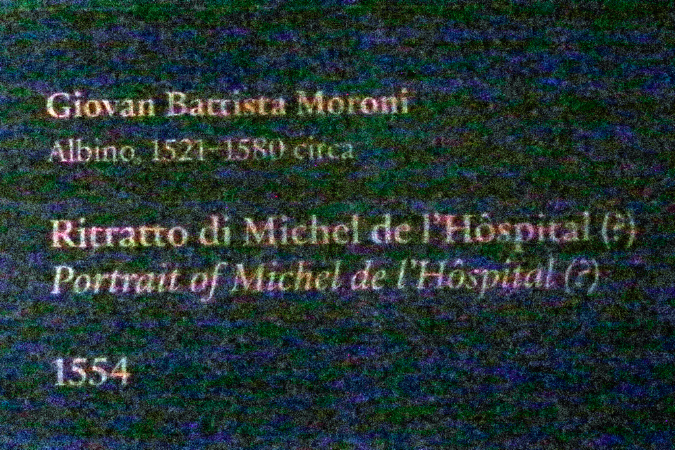 Giovan Battista Moroni
Albino, 1521–1580 circa
Ritratto di Michel de l'Hôspital (?)
Portrait of Michel de l'Hôspital (?)
1554